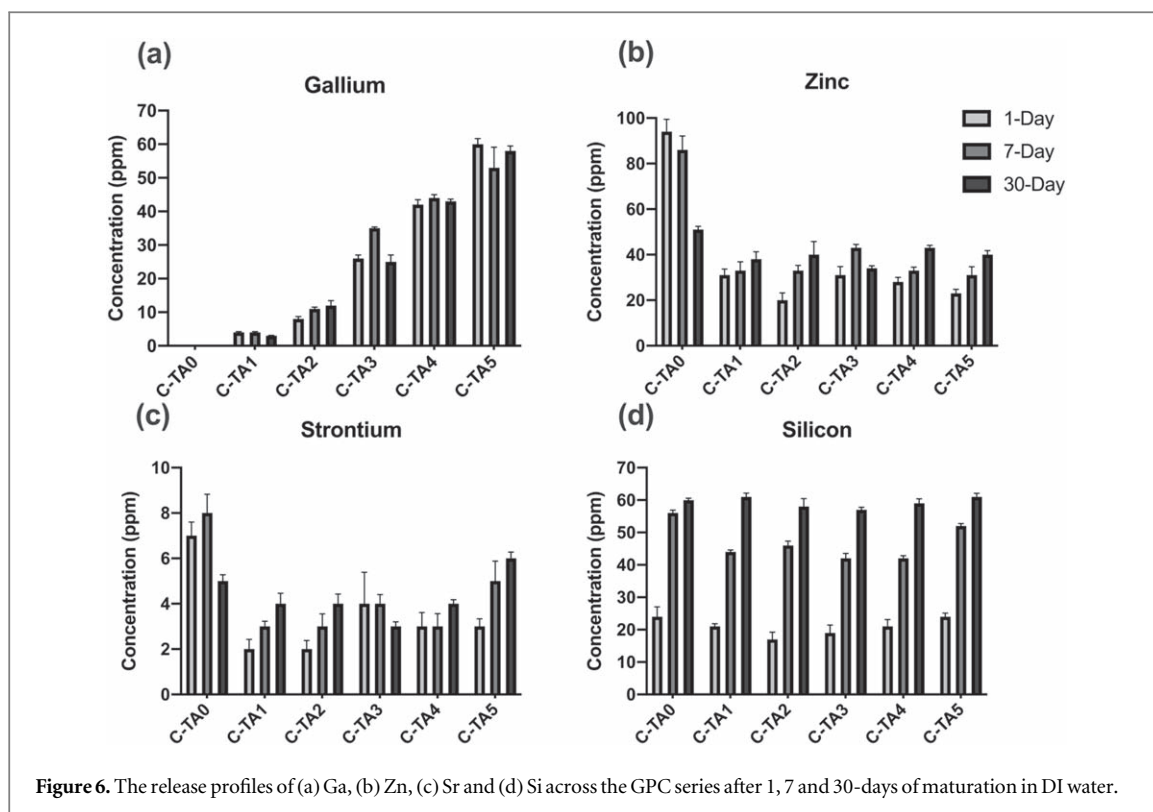 (a)
Gallium
Concentration (ppm)
70
60
50
40
30
20
10
0
C-TA0
C-TA1
C-TA2
C-TA3
C-TA4
C-TA5
(b)
Zinc
Concentration (ppm)
100
80
60
40
20
0
C-TA0
C-TA1
C-TA2
C-TA3
C-TA4
C-TA5
1-Day
7-Day
30-Day
(c)
Strontium
Concentration (ppm)
10
8
6
4
2
0
C-TA0
C-TA1
C-TA2
C-TA3
C-TA4
C-TA5
(d)
Silicon
Concentration (ppm)
70
60
50
40
30
20
10
0
C-TA0
C-TA1
C-TA2
C-TA3
C-TA4
C-TA5
Figure 6. The release profiles of (a) Ga, (b) Zn, (c) Sr and (d) Si across the GPC series after 1, 7 and 30-days of maturation in DI water.